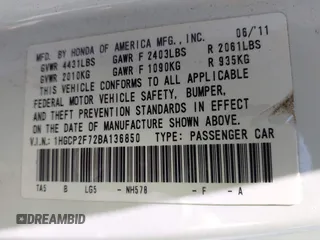 MFD. BY HONDA OF AMERICA MFG., INC. 06/'11
GVWR 4431LBS GAWR F 2403LBS R 2061LBS
GVWR 2010KG GAWR F 1090KG R 935KG
THIS VEHICLE CONFORMS TO ALL APPLICABLE
FEDERAL MOTOR VEHICLE SAFETY, BUMPER,
AND THEFT PREVENTION STANDARDS IN EFFECT
ON THE DATE OF MANUFACTURE SHOWN ABOVE.
V.I.N.: 1HGCP2F72BA136850 TYPE: PASSENGER CAR
TA5 B LG5 - NH578 - F - A
DREAMBID